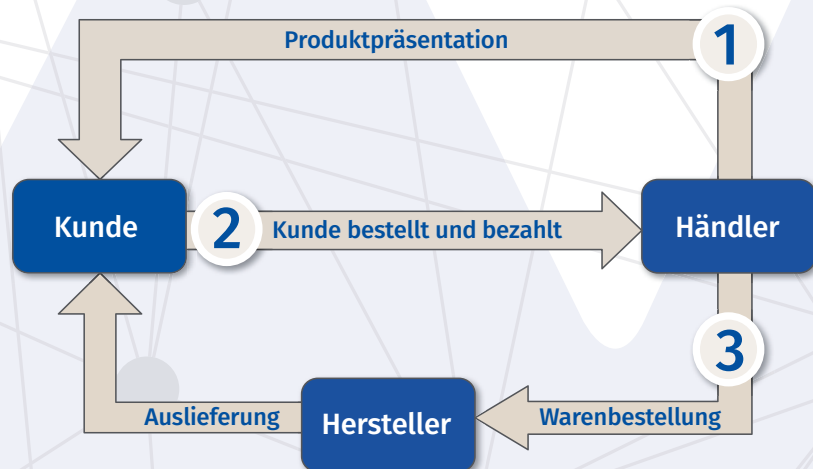 Produktpräsentation
1
Kunde
2
Kunde bestellt und bezahlt
Händler
3
Auslieferung
Hersteller
Warenbestellung